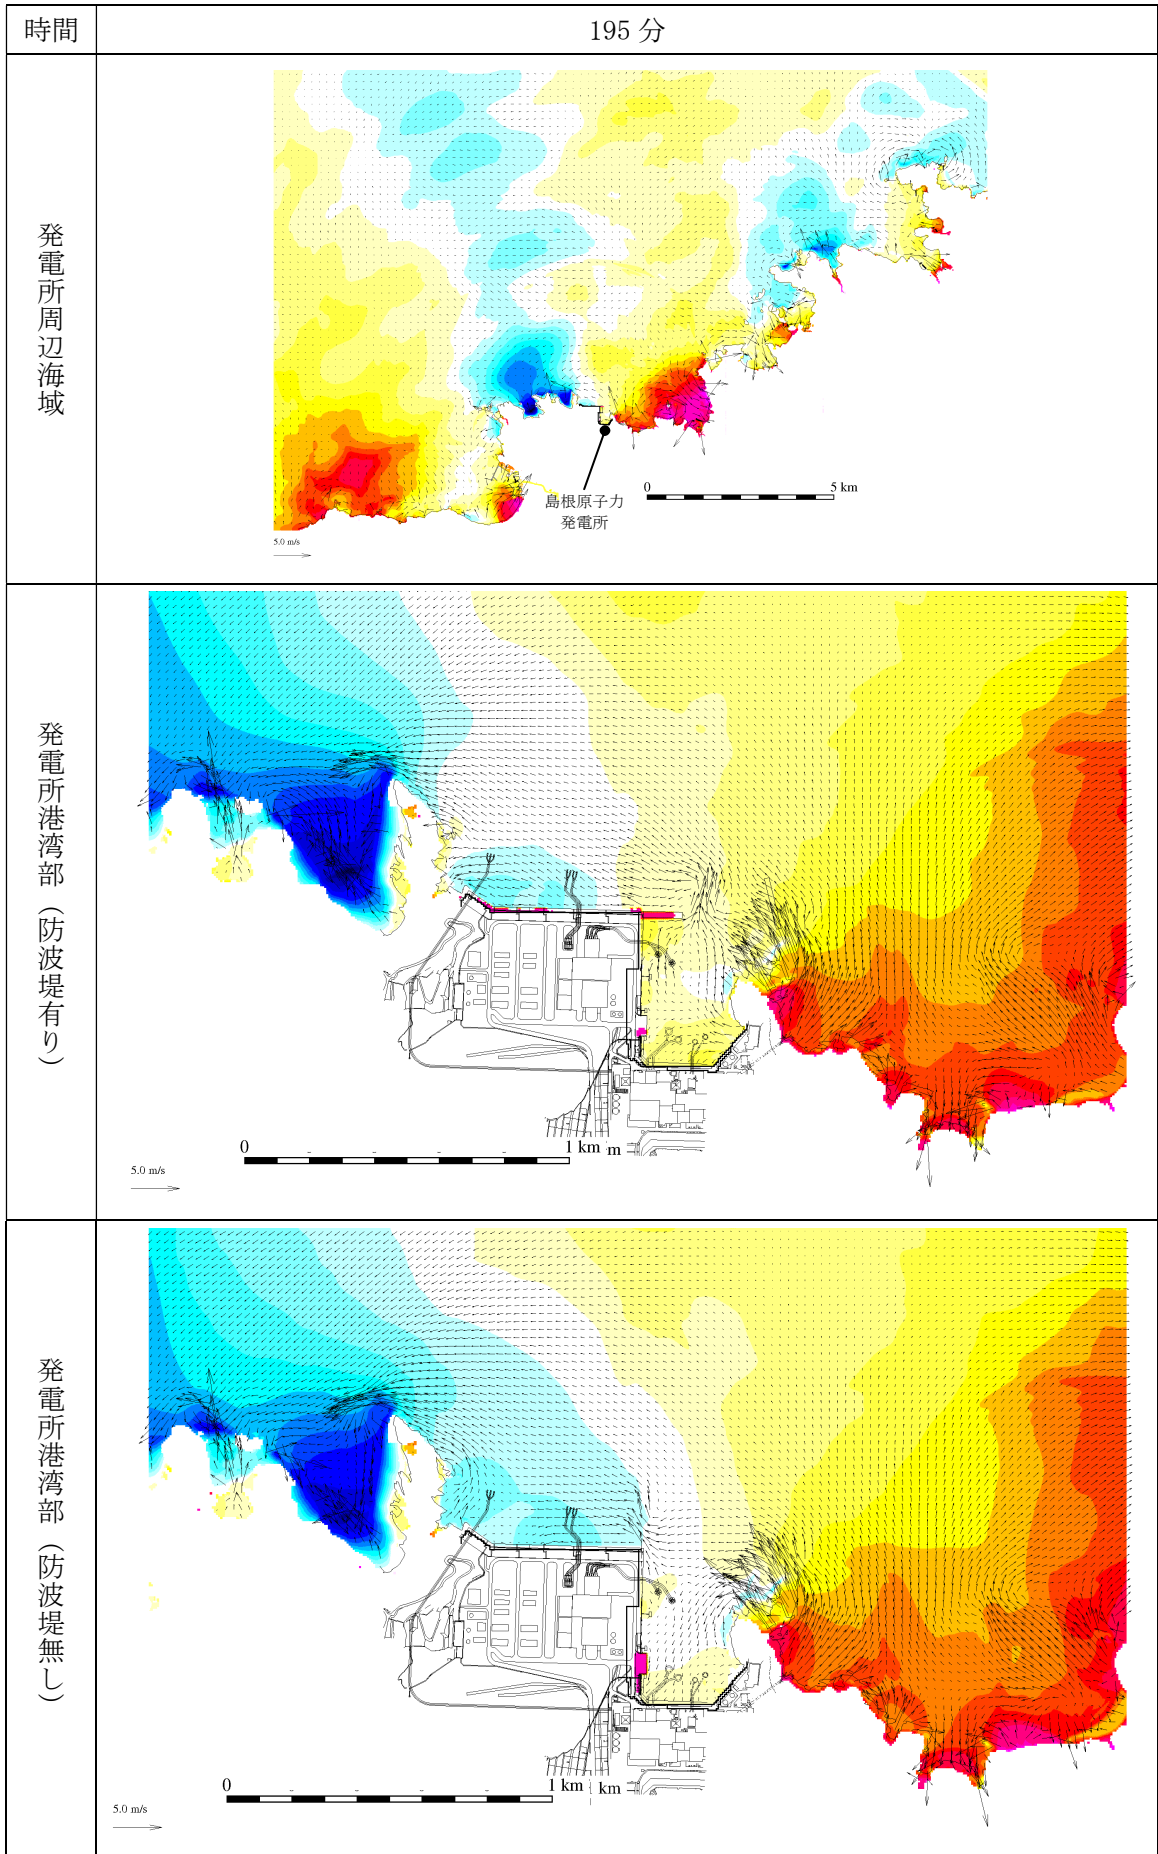 時間
195 分
発電所周辺海域
島根原子力
発電所
0
5 km
5.0 m/s
発電所港湾部（防波堤有り）
0
1 km
m
5.0 m/s
発電所港湾部（防波堤無し）
0
1 km
km
5.0 m/s